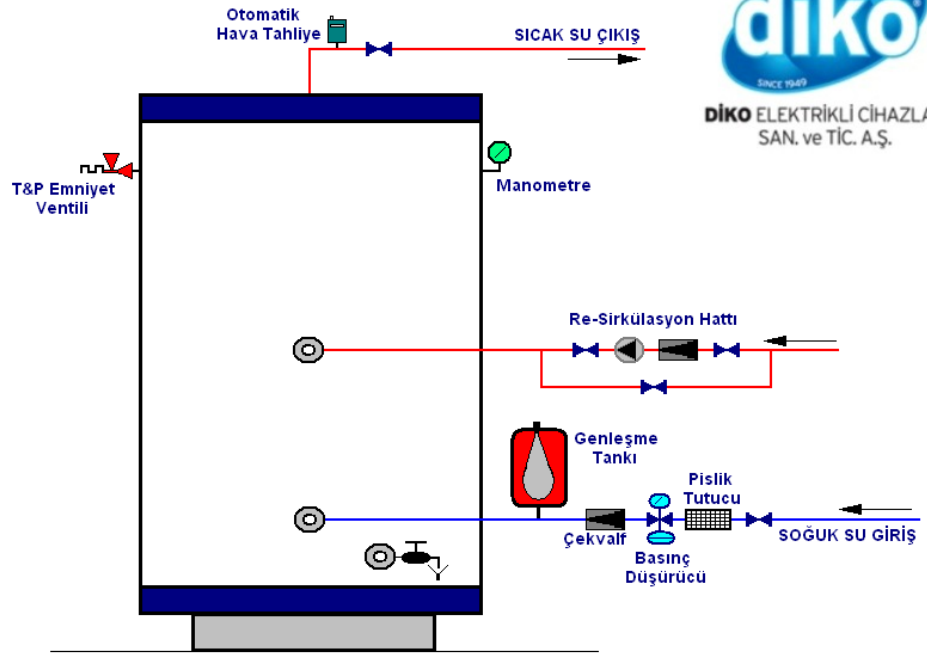 Otomatik
Hava Tahliye
SICAK SU ÇIKIŞ
diko
SINCE 1949
DİKO ELEKTRİKLİ CİHAZLA
SAN. ve TİC. A.Ş.
T&P Emniyet
Ventili
Manometre
Re-Sirkülasyon Hattı
Genleşme
Tankı
Pislik
Tutucu
Çekvalf
SOĞUK SU GİRİŞ
Basınç
Düşürücü